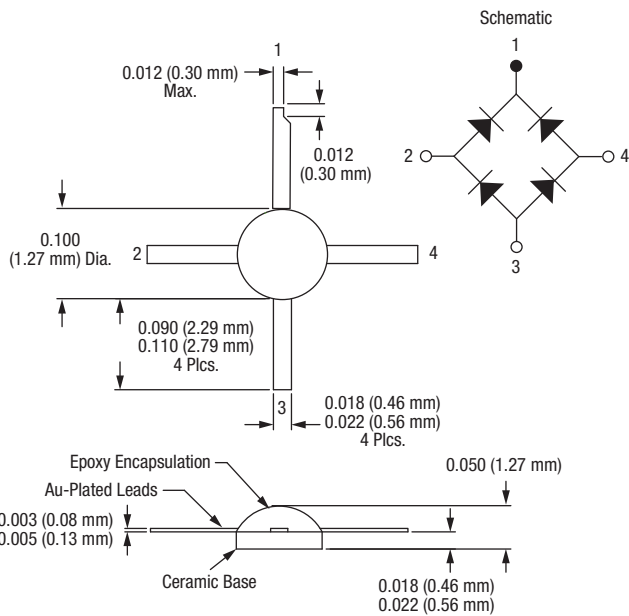 Schematic
1
2
4
3
1
0.012 (0.30 mm)
Max.
0.012
(0.30 mm)
0.100
(1.27 mm) Dia.
2
4
0.090 (2.29 mm)
0.110 (2.79 mm)
4 Plcs.
3
0.018 (0.46 mm)
0.022 (0.56 mm)
4 Plcs.
Epoxy Encapsulation
0.050 (1.27 mm)
Au-Plated Leads
0.003 (0.08 mm)
0.005 (0.13 mm)
Ceramic Base
0.018 (0.46 mm)
0.022 (0.56 mm)